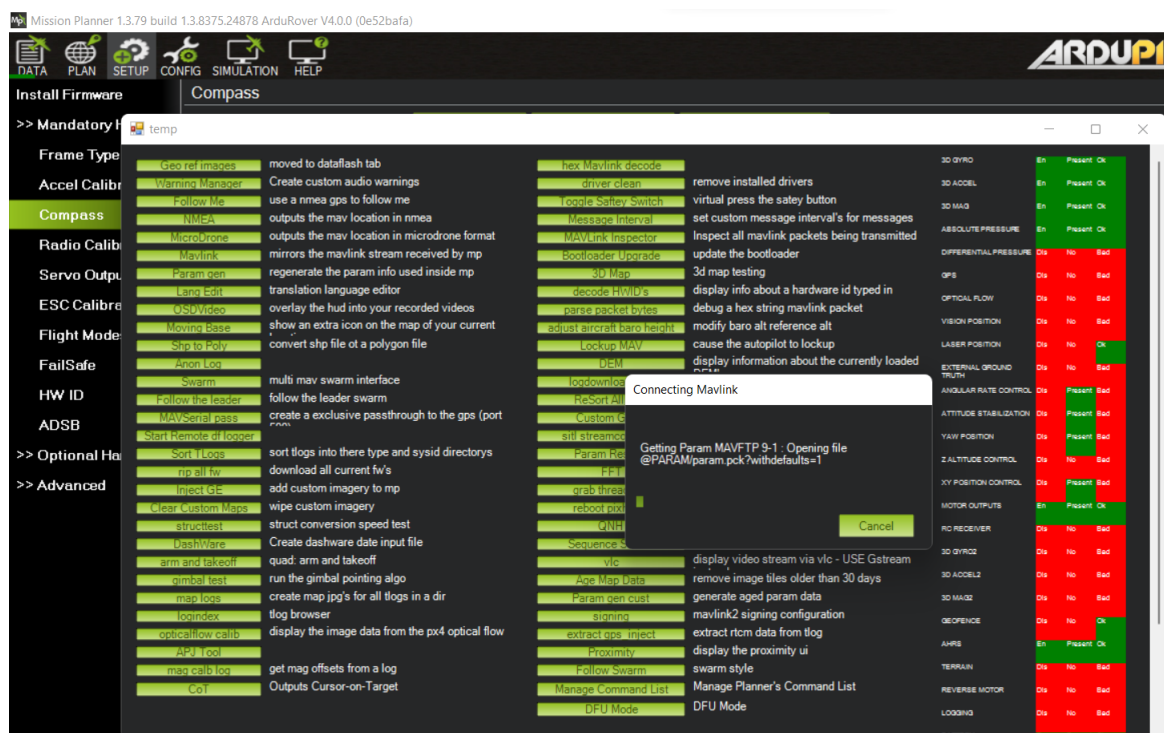 Mission Planner 1.3.79 build 1.3.8375.24878 ArduRover V4.0.0 (0e52bafa)
DATA PLAN SETUP CONFIG SIMULATION HELP
ARDUPI
Install Firmware
>> Mandatory H
Frame Type
Accel Calibr
Compass
Radio Calib
Servo Outpu
ESC Calibra
Flight Mode
FailSafe
HW ID
ADSB
>> Optional Ha
>> Advanced
Compass
temp
Geo ref images moved to dataflash tab
Warning Manager Create custom audio warnings
Follow Me use a nmea gps to follow me
NMEA outputs the mav location in nmea
MicroDrone outputs the mav location in microdrone format
Mavlink mirrors the mavlink stream received by mp
Param gen regenerate the param info used inside mp
Lang Edit translation language editor
OSDVideo overlay the hud into your recorded videos
Moving Base show an extra icon on the map of your current
Shp to Poly convert shp file ot a polygon file
Anon Log
Swarm multi mav swarm interface
Follow the leader follow the leader swarm
MAVSerial pass create a exclusive passthrough to the gps (port
Start Remote df logger
Sort TLogs sort tlogs into there type and sysid directorys
rip all fw download all current fw's
Inject GE add custom imagery to mp
Clear Custom Maps wipe custom imagery
structtest struct conversion speed test
DashWare Create dashware date input file
arm and takeoff quad: arm and takeoff
gimbal test run the gimbal pointing algo
map logs create map jpg's for all tlogs in a dir
logindex tlog browser
opticalflow calib display the image data from the px4 optical flow
APJ Tool
mag calb log get mag offsets from a log
CoT Outputs Cursor-on-Target
hex Mavlink decode
driver clean remove installed drivers
Toggle Saftey Switch virtual press the satey button
Message Interval set custom message interval's for messages
MAVLink Inspector Inspect all mavlink packets being transmitted
Bootloader Upgrade update the bootloader
3D Map 3d map testing
decode HWID's display info about a hardware id typed in
parse packet bytes debug a hex string mavlink packet
adjust aircraft baro height modify baro alt reference alt
Lockup MAV cause the autopilot to lockup
DEM display information about the currently loaded
logdownloa
ReSort All
Custom G
sitl streamco
Param Re
FFT
grab threa
reboot pix
QNH
Sequence S
vlc display video stream via vlc - USE Gstream
Age Map Data remove image tiles older than 30 days
Param gen cust generate aged param data
signing mavlink2 signing configuration
extract gps_inject extract rtcm data from tlog
Proximity display the proximity ui
Follow Swarm swarm style
Manage Command List Manage Planner's Command List
DFU Mode DFU Mode
Connecting Mavlink
Getting Param MAVFTP 9-1 : Opening file
@PARAM/param.pck?withdefaults=1
Cancel
3D GYRO En Present Ok
3D ACCEL En Present Ok
3D MAG En Present Ok
ABSOLUTE PRESSURE En Present Ok
DIFFERENTIAL PRESSURE Dis No Bad
GPS Dis No Bad
OPTICAL FLOW Dis No Bad
VISION POSITION Dis No Bad
LASER POSITION Dis No Ok
EXTERNAL GROUND TRUTH Dis No Bad
ANGULAR RATE CONTROL Dis Present Bad
ATTITUDE STABILIZATION Dis Present Bad
YAW POSITION Dis Present Bad
Z ALTITUDE CONTROL Dis No Bad
XY POSITION CONTROL Dis Present Bad
MOTOR OUTPUTS En Present Ok
RC RECEIVER Dis No Bad
3D GYRO2 Dis No Bad
3D ACCEL2 Dis No Bad
3D MAG2 Dis No Bad
GEOFENCE Dis No Ok
AHRS En Present Ok
TERRAIN Dis No Bad
REVERSE MOTOR Dis No Bad
LOGGING Dis No Bad